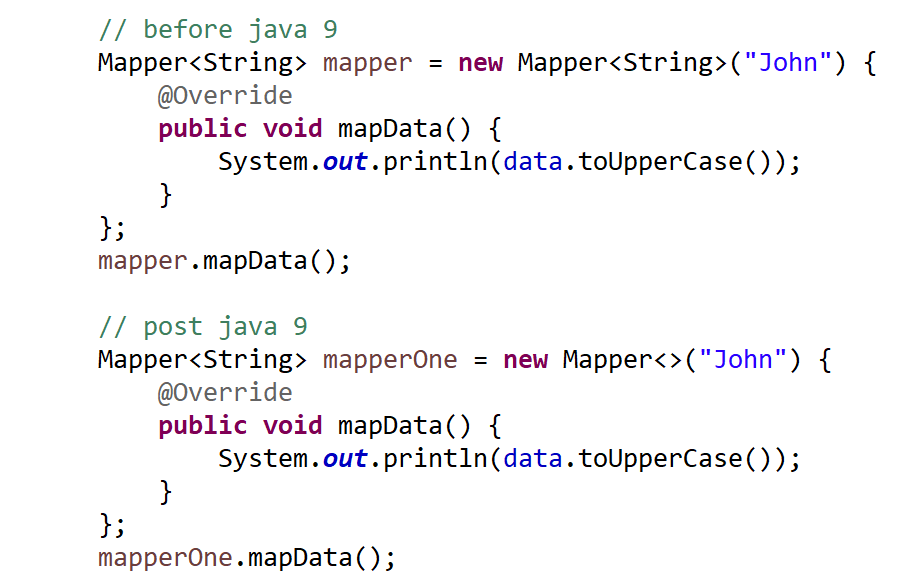 // before java 9
Mapper<String> mapper = new Mapper<String>("John") {
@Override
public void mapData() {
System.out.println(data.toUpperCase());
}
};
mapper.mapData();
// post java 9
Mapper<String> mapperOne = new Mapper<>("John") {
@Override
public void mapData() {
System.out.println(data.toUpperCase());
}
};
mapperOne.mapData();